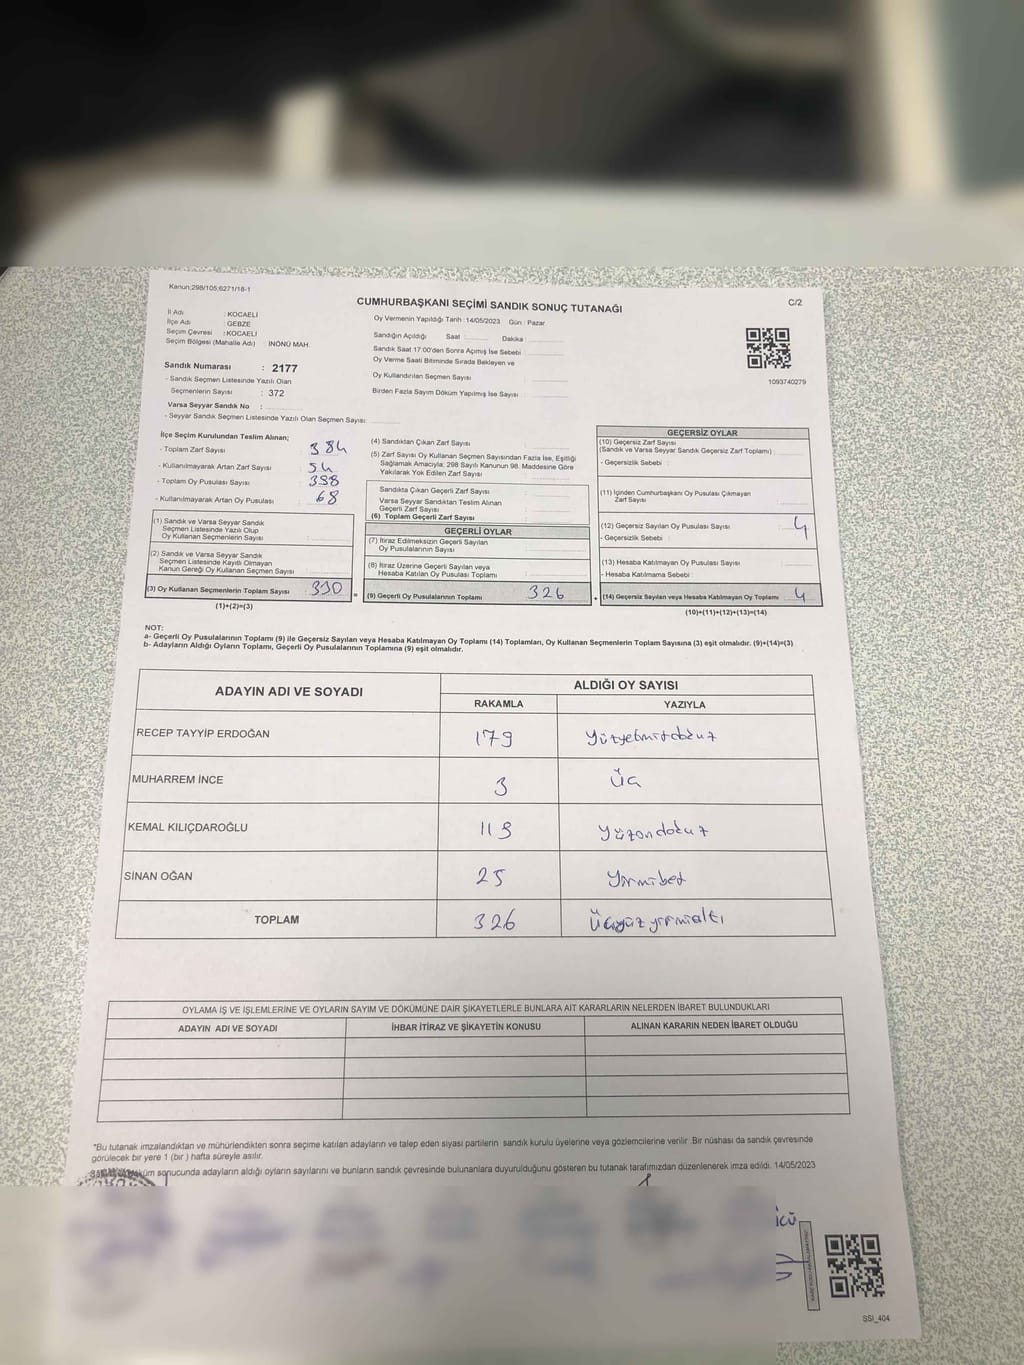 Kanun;298/105;6271/18-1
C/2
CUMHURBAŞKANI SEÇİMİ SANDIK SONUÇ TUTANAĞI
İl Adı : KOCAELİ
İlçe Adı : GEBZE
Seçim Çevresi : KOCAELİ
Seçim Bölgesi (Mahalle Adı) : İNÖNÜ MAH.
Sandık Numarası : 2177
- Sandık Seçmen Listesinde Yazılı Olan
Seçmenlerin Sayısı : 372
Varsa Seyyar Sandık No :
- Seyyar Sandık Seçmen Listesinde Yazılı Olan Seçmen Sayısı:
Oy Vermenin Yapıldığı Tarih :14/05/2023 Gün : Pazar
Sandığın Açıldığı Saat Dakika :
Sandık Saat 17:00'den Sonra Açımış İse Sebebi :
Oy Verme Saati Bitiminde Sırada Bekleyen ve
Oy Kullandırılan Seçmen Sayısı :
Birden Fazla Sayım Döküm Yapılmış İse Sayısı :
1093740279
İlçe Seçim Kurulundan Teslim Alınan;
- Toplam Zarf Sayısı : 384
- Kullanılmayarak Artan Zarf Sayısı : 54
- Toplam Oy Pusulası Sayısı : 398
- Kullanılmayarak Artan Oy Pusulası : 68
(1) Sandık ve Varsa Seyyar Sandık
Seçmen Listesinde Yazılı Olup
Oy Kullanan Seçmenlerin Sayısı :
(2) Sandık ve Varsa Seyyar Sandık
Seçmen Listesinde Kayıtlı Olmayan
Kanun Gereği Oy Kullanan Seçmen Sayısı :
(3) Oy Kullanan Seçmenlerin Toplam Sayısı : 330 =
(1)+(2)=(3)
(4) Sandıktan Çıkan Zarf Sayısı :
(5) Zarf Sayısı Oy Kullanan Seçmen Sayısından Fazla İse, Eşitliği
Sağlamak Amacıyla; 298 Sayılı Kanunun 98. Maddesine Göre
Yakılarak Yok Edilen Zarf Sayısı :
Sandıkta Çıkan Geçerli Zarf Sayısı :
Varsa Seyyar Sandıktan Teslim Alınan
Geçerli Zarf Sayısı :
(6) Toplam Geçerli Zarf Sayısı :
GEÇERLİ OYLAR
(7) İtiraz Edilmeksizin Geçerli Sayılan
Oy Pusulalarının Sayısı :
(8) İtiraz Üzerine Geçerli Sayılan veya
Hesaba Katılan Oy Pusulası Toplamı :
(9) Geçerli Oy Pusulalarının Toplamı : 326 +
GEÇERSİZ OYLAR
(10) Geçersiz Zarf Sayısı
(Sandık ve Varsa Seyyar Sandık Geçersiz Zarf Toplamı) :
- Geçersizlik Sebebi :
(11) İçinden Cumhurbaşkanı Oy Pusulası Çıkmayan
Zarf Sayısı :
(12) Geçersiz Sayılan Oy Pusulası Sayısı : 4
- Geçersizlik Sebebi :
(13) Hesaba Katılmayan Oy Pusulası Sayısı :
- Hesaba Katılmama Sebebi :
(14) Geçersiz Sayılan veya Hesaba Katılmayan Oy Toplamı : 4
(10)+(11)+(12)+(13)=(14)
NOT:
a- Geçerli Oy Pusulalarının Toplamı (9) ile Geçersiz Sayılan veya Hesaba Katılmayan Oy Toplamı (14) Toplamları, Oy Kullanan Seçmenlerin Toplam Sayısına (3) eşit olmalıdır. (9)+(14)=(3)
b- Adayların Aldığı Oyların Toplamı, Geçerli Oy Pusulalarının Toplamına (9) eşit olmalıdır.
ADAYIN ADI VE SOYADI ALDIĞI OY SAYISI
RAKAMLA YAZIYLA
RECEP TAYYİP ERDOĞAN 179 Yüzyetmişdokuz
MUHARREM İNCE 3 Üç
KEMAL KILIÇDAROĞLU 119 Yüzondokuz
SİNAN OĞAN 25 Yirmibeş
TOPLAM 326 Üçyüzyirmialtı
OYLAMA İŞ VE İŞLEMLERİNE VE OYLARIN SAYIM VE DÖKÜMÜNE DAİR ŞİKAYETLERLE BUNLARA AİT KARARLARIN NELERDEN İBARET BULUNDUKLARI
ADAYIN ADI VE SOYADI İHBAR İTİRAZ VE ŞİKAYETİN KONUSU ALINAN KARARIN NEDEN İBARET OLDUĞU
*Bu tutanak imzalandıktan ve mühürlendikten sonra seçime katılan adayların ve talep eden siyasi partilerin sandık kurulu üyelerine veya gözlemcilerine verilir .Bir nüshası da sandık çevresinde
görülecek bir yere 1 (bir ) hafta süreyle asılır.
sonucunda adayların aldığı oyların sayılarını ve bunların sandık çevresinde bulunanlara duyurulduğunu gösteren bu tutanak tarafımızdan düzenlenerek imza edildi. 14/05/2023
SSİ_404